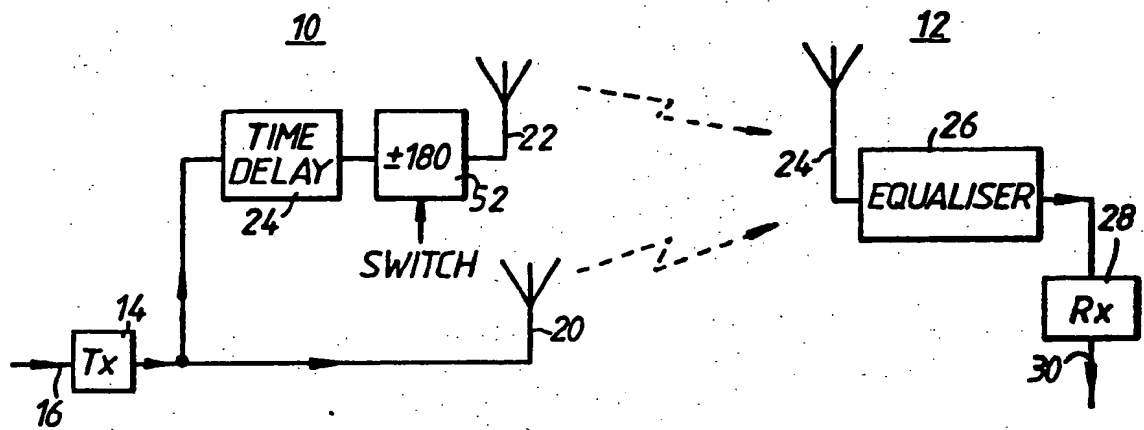 10
12
TIME
DELAY
24
±180
52
22
SWITCH
20
14
Tx
16
24
26
EQUALISER
28
Rx
30